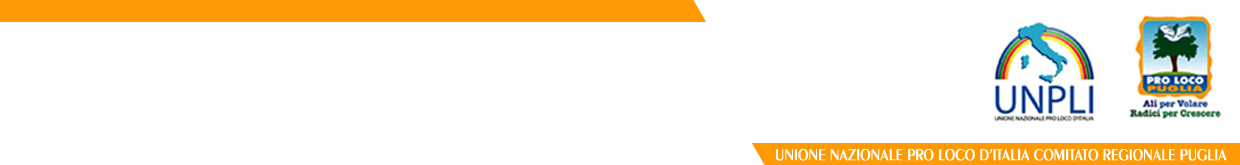 UNPLI
UNIONE NAZIONALE PRO LOCO D'ITALIA
PRO LOCO
PUGLIA
Ali per Volare
Radici per Crescere
UNIONE NAZIONALE PRO LOCO D'ITALIA COMITATO REGIONALE PUGLIA